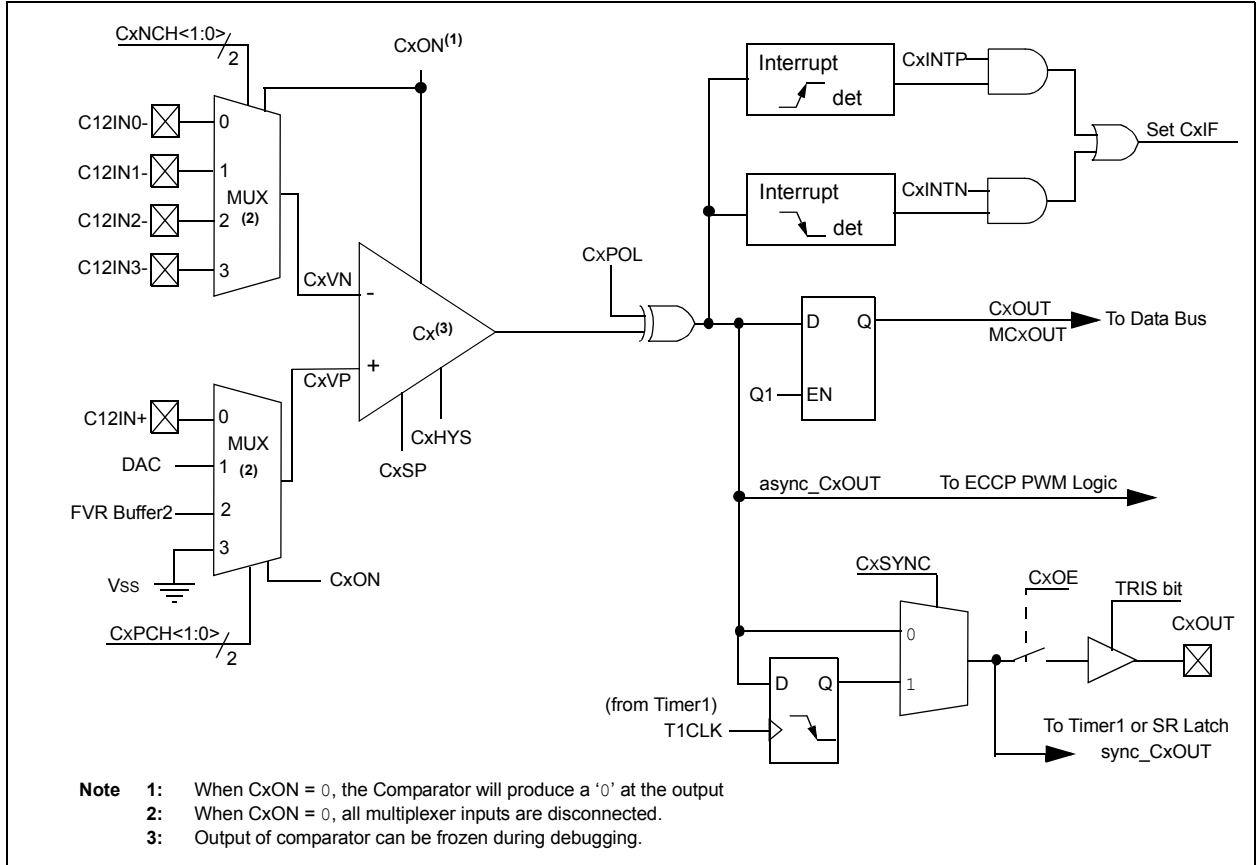 CxNCH<1:0>
2
CxON(1)
C12IN0-
C12IN1-
C12IN2-
C12IN3-
0
1
MUX
(2)
2
3
CxVN
-
Cx(3)
CxVP
+
C12IN+
DAC
FVR Buffer2
Vss
0
MUX
1 (2)
2
3
CxON
CxPCH<1:0>
2
CxSP
CxHYS
CxPOL
Interrupt
det
CxINTP
Interrupt
det
CxINTN
Set CxIF
D Q
Q1
EN
CxOUT
MCxOUT
To Data Bus
async_CxOUT To ECCP PWM Logic
CxSYNC
0
1
CxOE
TRIS bit
CxOUT
D Q
(from Timer1)
T1CLK
To Timer1 or SR Latch
sync_CxOUT
Note 1: When CxON = 0, the Comparator will produce a ‘0’ at the output
2: When CxON = 0, all multiplexer inputs are disconnected.
3: Output of comparator can be frozen during debugging.